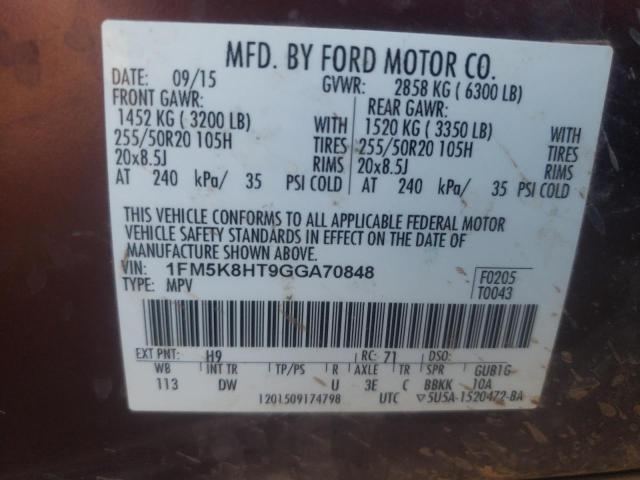 MFD. BY FORD MOTOR CO.
DATE: 09/15 GVWR: 2858 KG ( 6300 LB)
FRONT GAWR: REAR GAWR:
1452 KG ( 3200 LB) WITH 1520 KG ( 3350 LB) WITH
255/50R20 105H TIRES 255/50R20 105H TIRES
20x8.5J RIMS 20x8.5J RIMS
AT 240 kPa/ 35 PSI COLD AT 240 kPa/ 35 PSI COLD
THIS VEHICLE CONFORMS TO ALL APPLICABLE FEDERAL MOTOR
VEHICLE SAFETY STANDARDS IN EFFECT ON THE DATE OF
MANUFACTURE SHOWN ABOVE.
VIN: 1FM5K8HT9GGA70848 F0205
TYPE: MPV T0043
EXT PNT: H9 RC: 71 DSO:
WB INT TR TP/PS R AXLE TR SPR GUB1G
113 DW U 3E C BBKK 10A
1201509174798 UTC ▽5U5A-1520472-BA